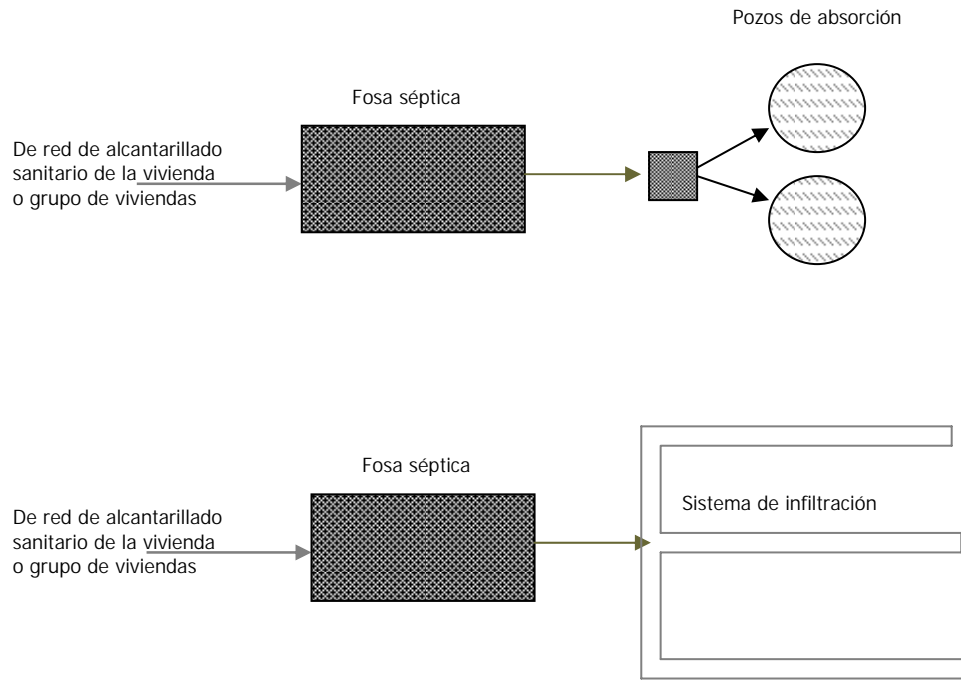 Pozos de absorción
Fosa séptica
De red de alcantarillado
sanitario de la vivienda
o grupo de viviendas
Fosa séptica
Sistema de infiltración
De red de alcantarillado
sanitario de la vivienda
o grupo de viviendas